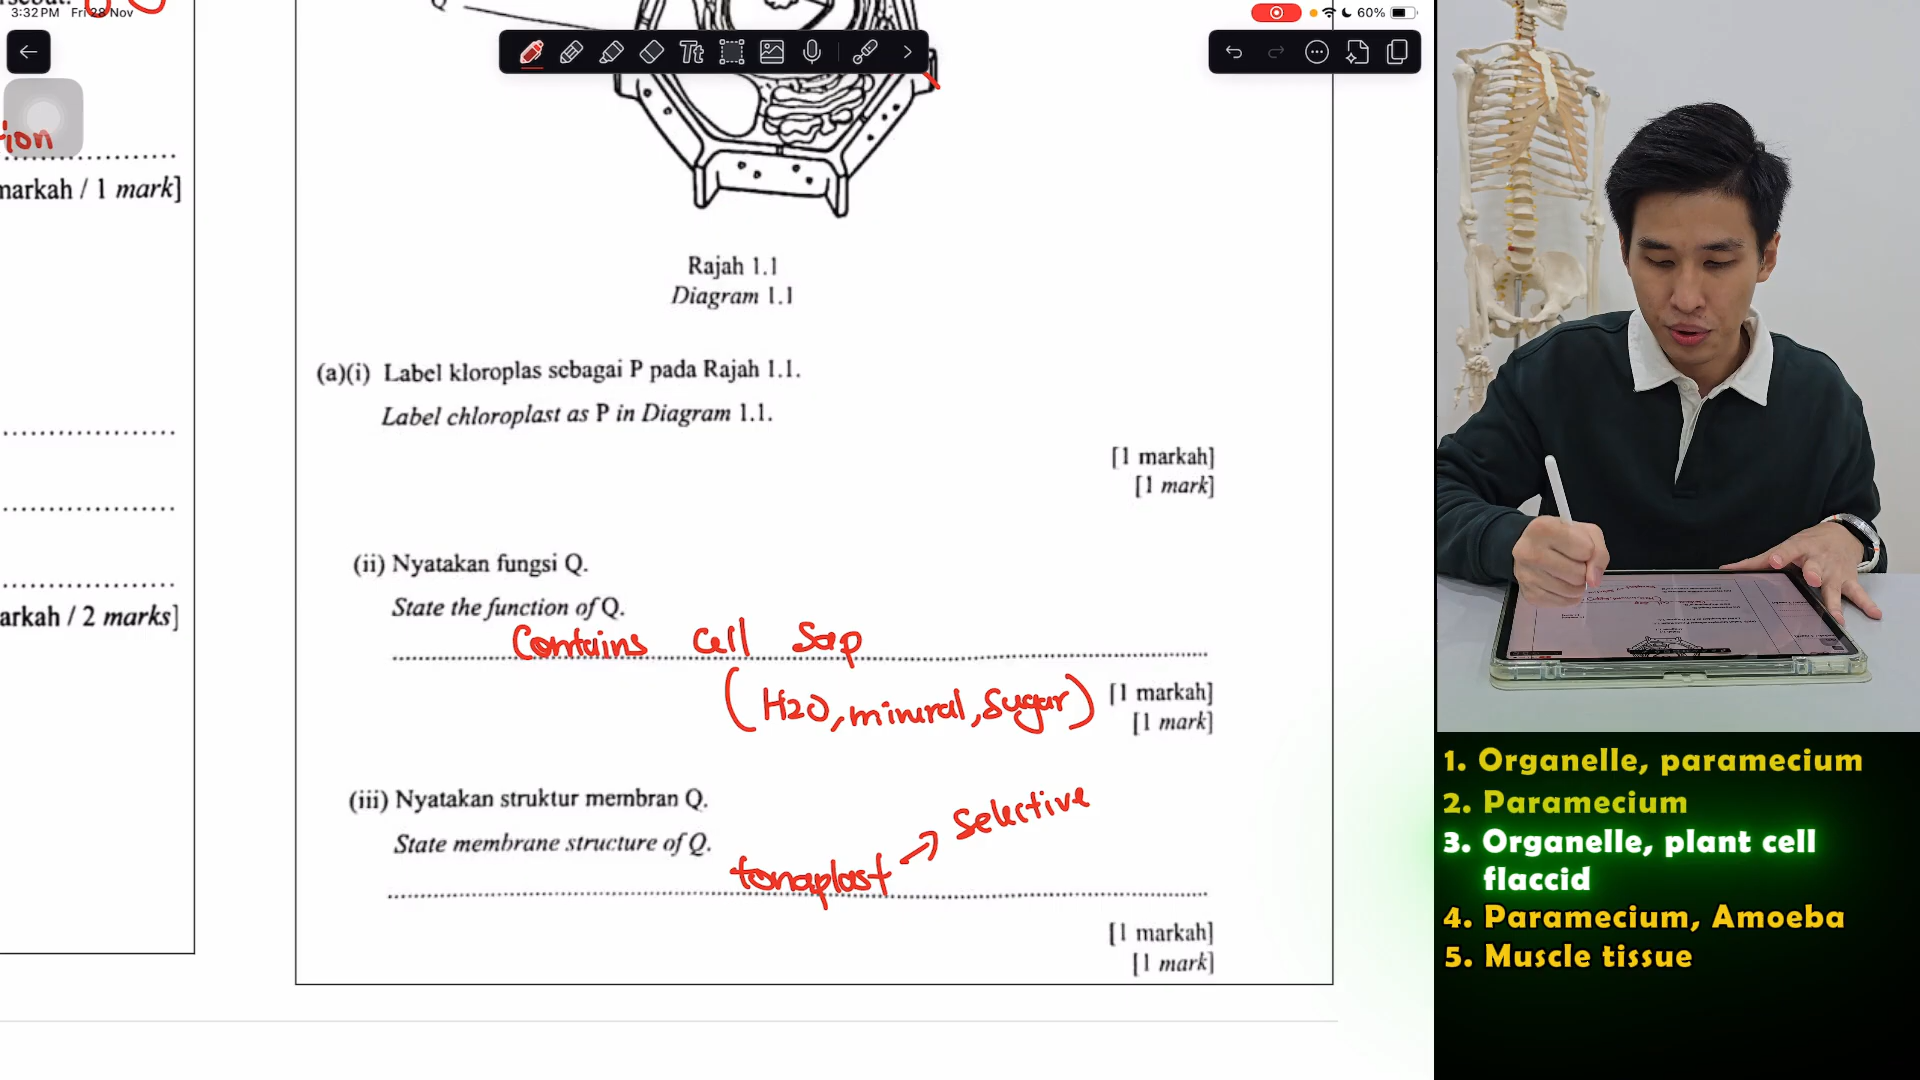 3:32 PM Fri 28 Nov
60%
Q
Tt
ion
markah / 1 mark]
arkah / 2 marks]
Rajah 1.1
Diagram 1.1
(a)(i) Label kloroplas sebagai P pada Rajah 1.1.
Label chloroplast as P in Diagram 1.1.
[1 markah]
[1 mark]
(ii) Nyatakan fungsi Q.
State the function of Q.
Contains Cell Sap
(H2O, mineral, Sugar)
[1 markah]
[1 mark]
(iii) Nyatakan struktur membran Q.
State membrane structure of Q.
tonaplast → Selective
[1 markah]
[1 mark]
1. Organelle, paramecium
2. Paramecium
3. Organelle, plant cell
flaccid
4. Paramecium, Amoeba
5. Muscle tissue